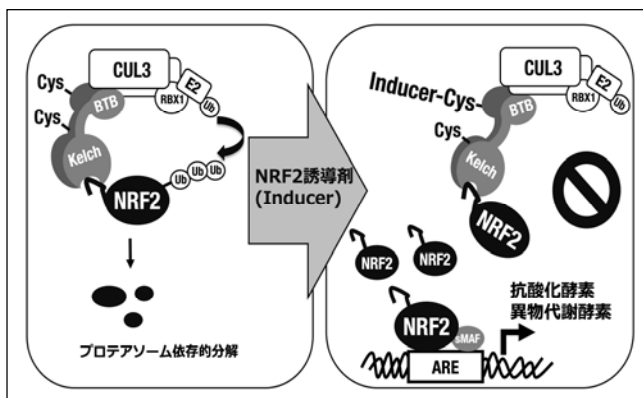 Cys
CUL3
E2
Ub
RBX1
BTB
Cys
Kelch
Ub Ub Ub
NRF2
プロテアソーム依存的分解
NRF2誘導剤
(Inducer)
CUL3
E2
Ub
RBX1
BTB
Inducer-Cys
Cys
Kelch
NRF2
NRF2
NRF2
NRF2
sMAF
ARE
抗酸化酵素
異物代謝酵素